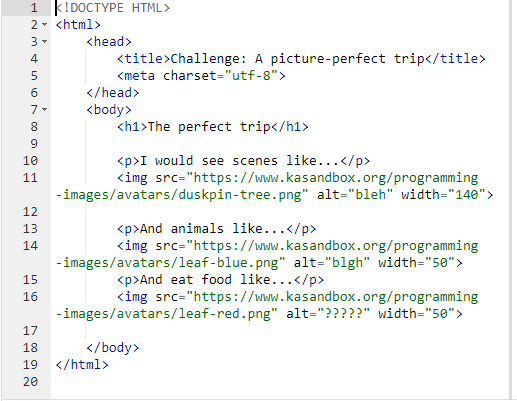 1 <!DOCTYPE HTML>
2 <html>
3 <head>
4 <title>Challenge: A picture-perfect trip</title>
5 <meta charset="utf-8">
6 </head>
7 <body>
8 <h1>The perfect trip</h1>
9
10 <p>I would see scenes like...</p>
11 <img src="https://www.kasandbox.org/programming
-images/avatars/duskpin-tree.png" alt="bleh" width="140">
12
13 <p>And animals like...</p>
14 <img src="https://www.kasandbox.org/programming
-images/avatars/leaf-blue.png" alt="blgh" width="50">
15 <p>And eat food like...</p>
16 <img src="https://www.kasandbox.org/programming
-images/avatars/leaf-red.png" alt="?????" width="50">
17
18 </body>
19 </html>
20